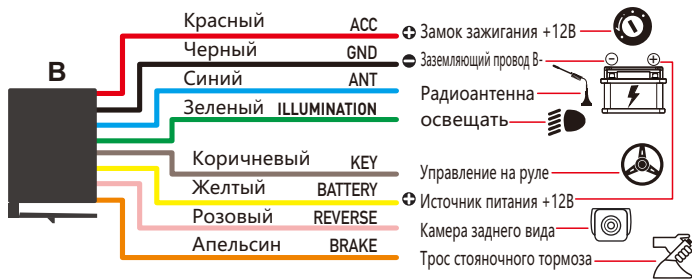 Красный ACC Замок зажигания +12В
Черный GND Заземляющий провод B-
B
Синий ANT Радиоантенна
Зеленый ILLUMINATION освещать
Коричневый KEY Управление на руле
Желтый BATTERY Источник питания +12В
Розовый REVERSE Камера заднего вида
Апельсин BRAKE Трос стояночного тормоза